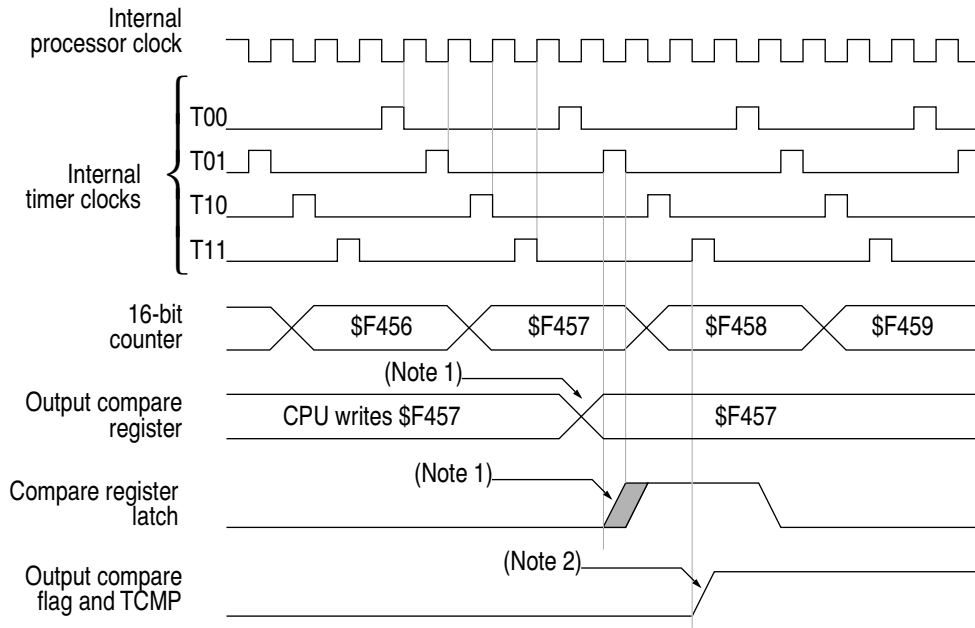 Internal
processor clock
Internal
timer clocks
T00
T01
T10
T11
16-bit
counter
$F456
$F457
$F458
$F459
(Note 1)
Output compare
register
CPU writes $F457
$F457
(Note 1)
Compare register
latch
(Note 2)
Output compare
flag and TCMP